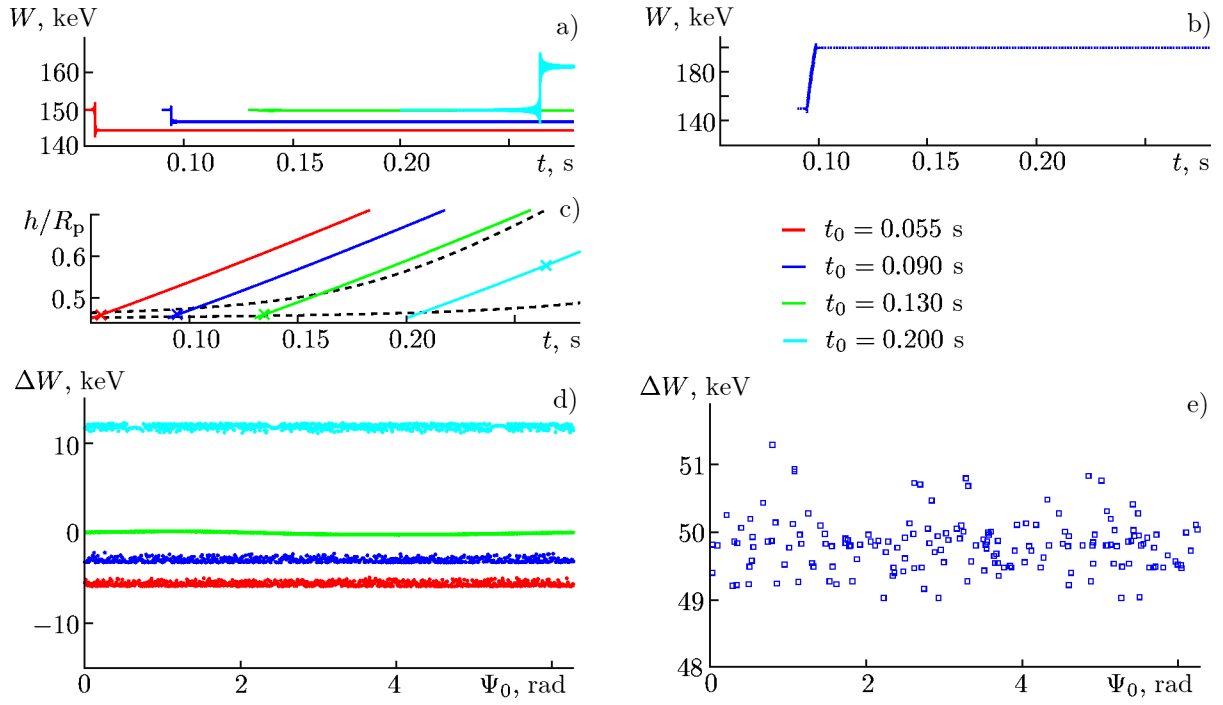 W, keV
a)
160
150
140
0.10
0.15
0.20
t, s
W, keV
b)
180
140
0.10
0.15
0.20
t, s
h/Rₚ
c)
0.6
0.5
0.10
0.15
0.20
t, s
t₀ = 0.055 s
t₀ = 0.090 s
t₀ = 0.130 s
t₀ = 0.200 s
ΔW, keV
d)
10
0
−10
0
2
4
Ψ₀, rad
ΔW, keV
e)
51
50
49
48
0
2
4
Ψ₀, rad